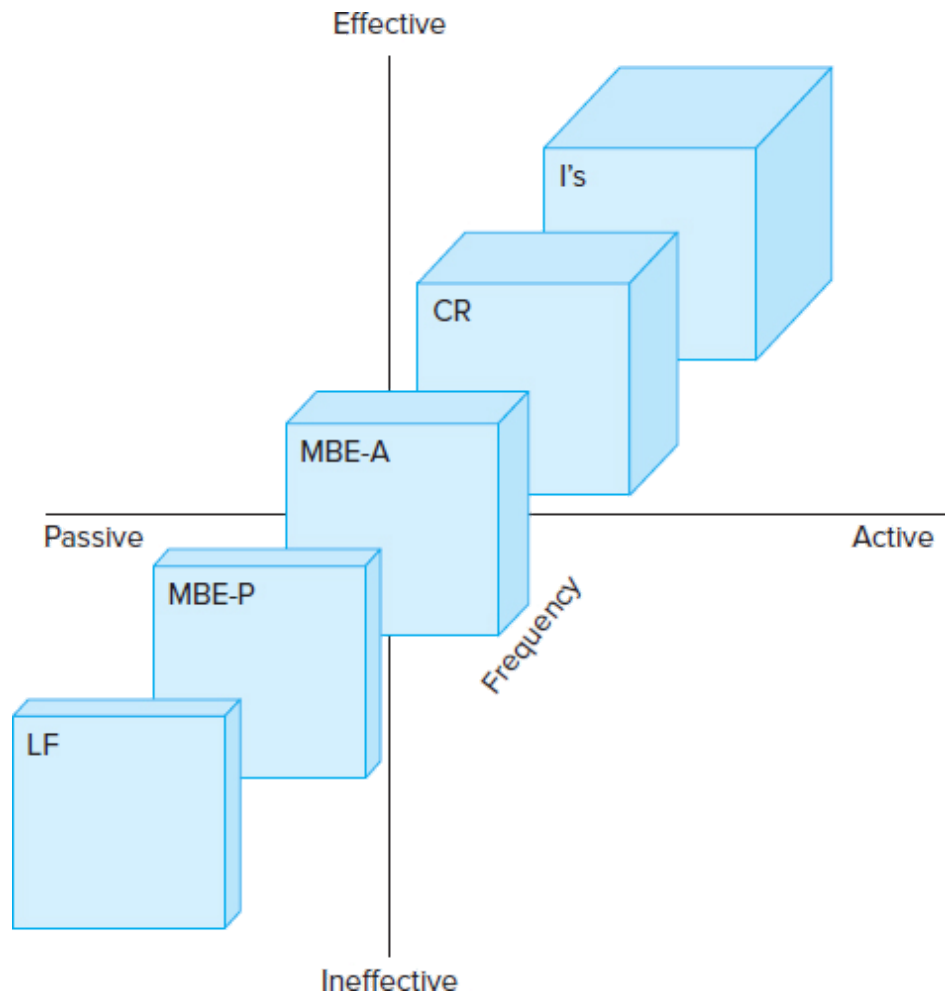 Effective
I's
CR
MBE-A
Passive
Active
MBE-P
Frequency
LF
Ineffective